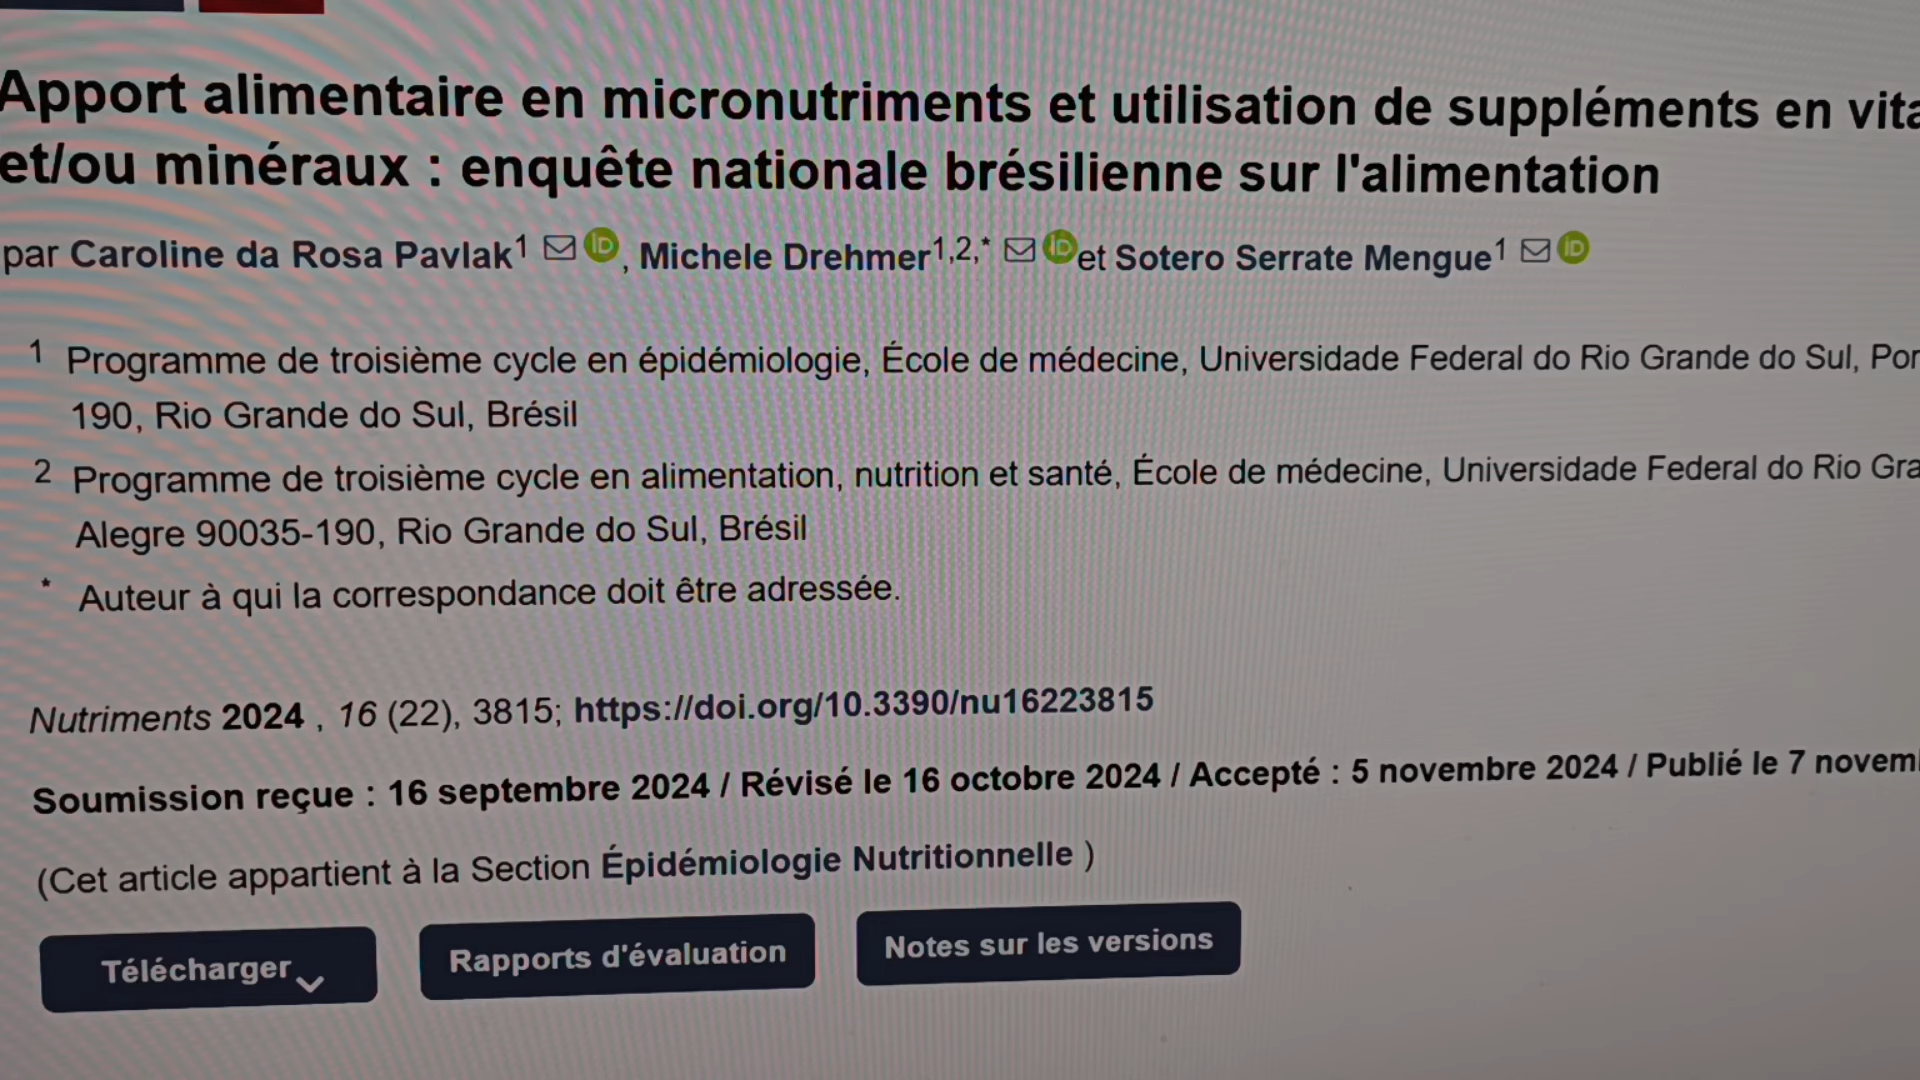 Apport alimentaire en micronutriments et utilisation de suppléments en
et/ou minéraux : enquête nationale brésilienne sur l'alimentation
par Caroline da Rosa Pavlak1 iD, Michele Drehmer1,2,* iD et Sotero Serrate Mengue1 iD
1 Programme de troisième cycle en épidémiologie, École de médecine, Universidade Federal do Rio Grande do Sul,
190, Rio Grande do Sul, Brésil
2 Programme de troisième cycle en alimentation, nutrition et santé, École de médecine, Universidade Federal do Rio
Alegre 90035-190, Rio Grande do Sul, Brésil
* Auteur à qui la correspondance doit être adressée.
Nutriments 2024 , 16 (22), 3815; https://doi.org/10.3390/nu16223815
Soumission reçue : 16 septembre 2024 / Révisé le 16 octobre 2024 / Accepté : 5 novembre 2024 / Publié le 7
(Cet article appartient à la Section Épidémiologie Nutritionnelle )
Télécharger
Rapports d'évaluation
Notes sur les versions